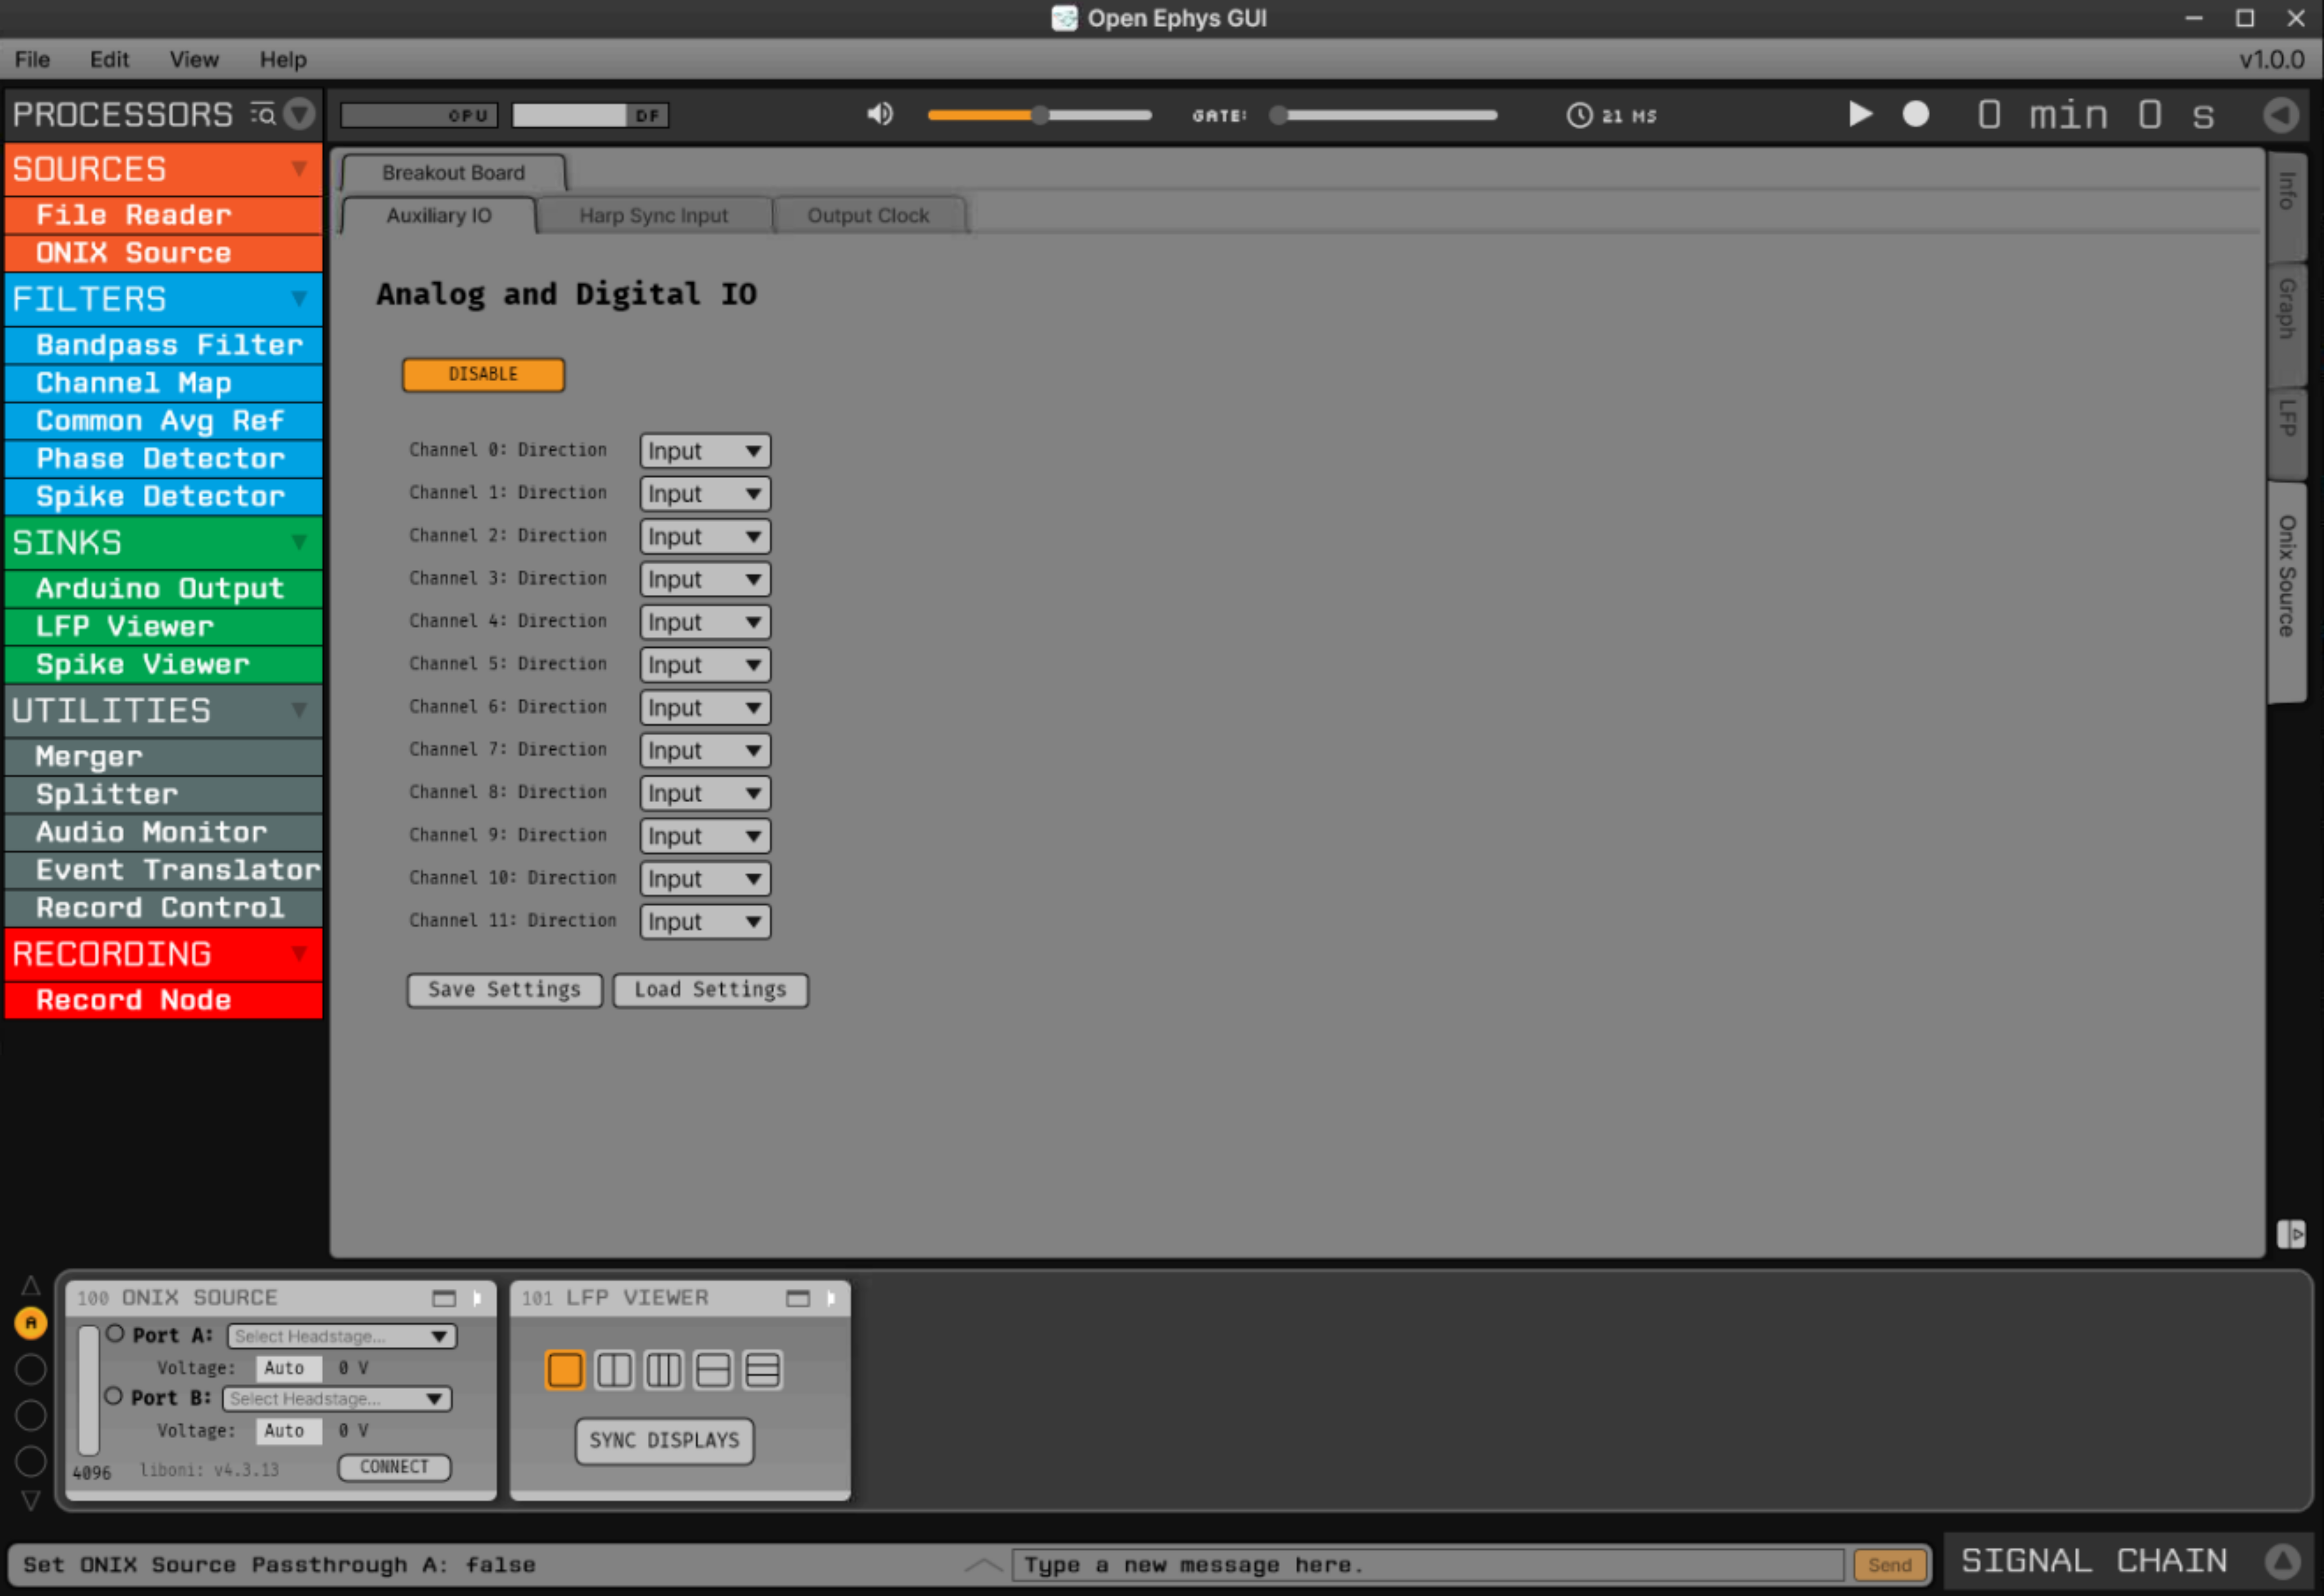 Open Ephys GUI
File Edit View Help v1.0.0
PROCESSORS CPU DF GATE: 21 MS 0 min 0 s
SOURCES
File Reader
ONIX Source
FILTERS
Bandpass Filter
Channel Map
Common Avg Ref
Phase Detector
Spike Detector
SINKS
Arduino Output
LFP Viewer
Spike Viewer
UTILITIES
Merger
Splitter
Audio Monitor
Event Translator
Record Control
RECORDING
Record Node
Breakout Board
Auxiliary IO Harp Sync Input Output Clock
Analog and Digital IO
DISABLE
Channel 0: Direction Input
Channel 1: Direction Input
Channel 2: Direction Input
Channel 3: Direction Input
Channel 4: Direction Input
Channel 5: Direction Input
Channel 6: Direction Input
Channel 7: Direction Input
Channel 8: Direction Input
Channel 9: Direction Input
Channel 10: Direction Input
Channel 11: Direction Input
Save Settings Load Settings
Info
Graph
LFP
Onix Source
A
100 ONIX SOURCE
Port A: Select Headstage...
Voltage: Auto 0 V
Port B: Select Headstage...
Voltage: Auto 0 V
4096 liboni: v4.3.13 CONNECT
101 LFP VIEWER
SYNC DISPLAYS
Set ONIX Source Passthrough A: false
Type a new message here.
Send
SIGNAL CHAIN